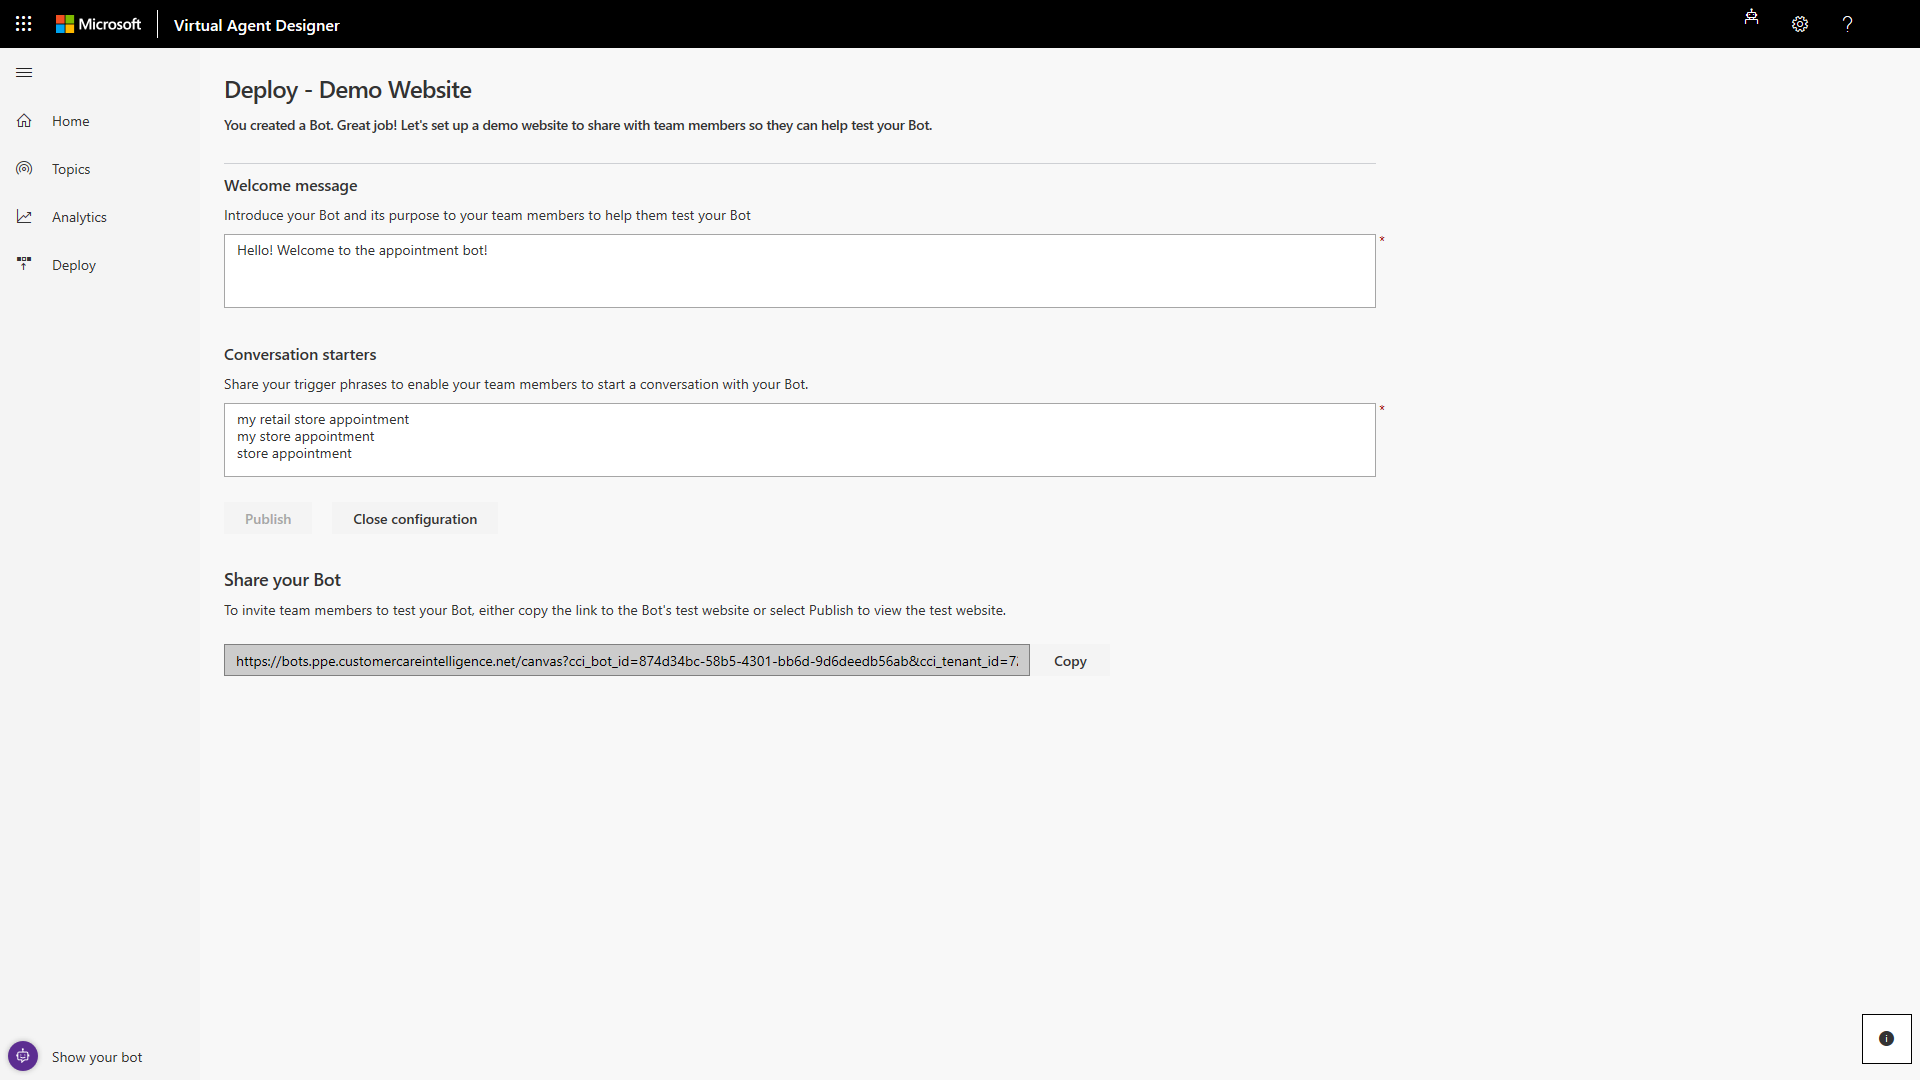 Microsoft
Virtual Agent Designer
?
Home
Topics
Analytics
Deploy
Deploy - Demo Website
You created a Bot. Great job! Let's set up a demo website to share with team members so they can help test your Bot.
Welcome message
Introduce your Bot and its purpose to your team members to help them test your Bot
Hello! Welcome to the appointment bot!
*
Conversation starters
Share your trigger phrases to enable your team members to start a conversation with your Bot.
my retail store appointment
my store appointment
store appointment
*
Publish
Close configuration
Share your Bot
To invite team members to test your Bot, either copy the link to the Bot's test website or select Publish to view the test website.
https://bots.ppe.customercareintelligence.net/canvas?cci_bot_id=874d34bc-58b5-4301-bb6d-9d6deedb56ab&cci_tenant_id=7
Copy
Show your bot